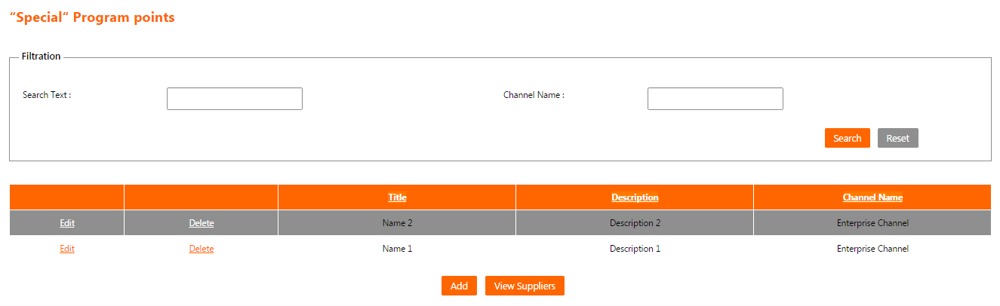 “Special“ Program points
Filtration
Search Text :
Channel Name :
Search Reset
Title Description Channel Name
Edit Delete Name 2 Description 2 Enterprise Channel
Edit Delete Name 1 Description 1 Enterprise Channel
Add View Suppliers